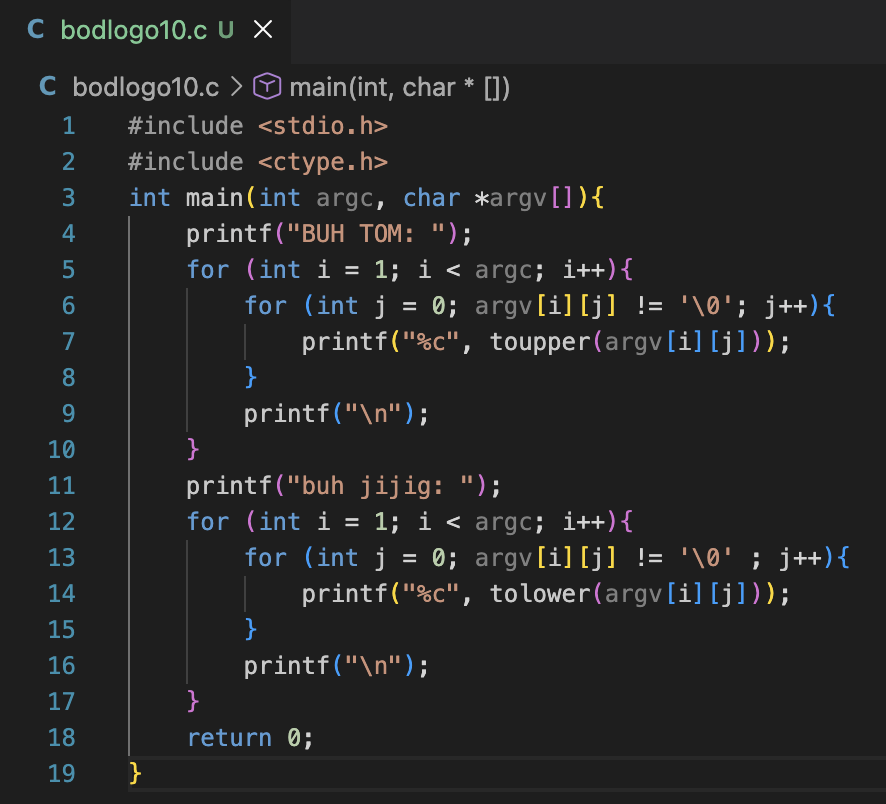 C bodlogo10.c U ×
C bodlogo10.c > main(int, char * [])
1 #include <stdio.h>
2 #include <ctype.h>
3 int main(int argc, char *argv[]){
4     printf("BUH TOM: ");
5     for (int i = 1; i < argc; i++){
6         for (int j = 0; argv[i][j] != '\0'; j++){
7             printf("%c", toupper(argv[i][j]));
8         }
9         printf("\n");
10     }
11     printf("buh jijig: ");
12     for (int i = 1; i < argc; i++){
13         for (int j = 0; argv[i][j] != '\0' ; j++){
14             printf("%c", tolower(argv[i][j]));
15         }
16         printf("\n");
17     }
18     return 0;
19 }